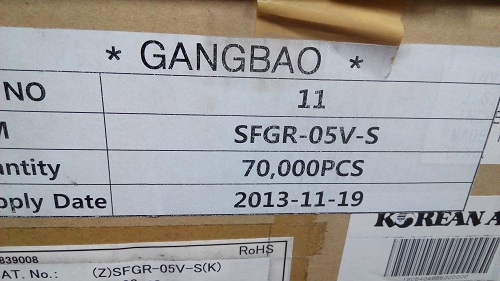 * GANGBAO *
NO 11
M SFGR-05V-S
antity 70,000PCS
pply Date 2013-11-19
KOREAN A
RoHS
839008
AT. No.: (Z)SFGR-05V-S(K)